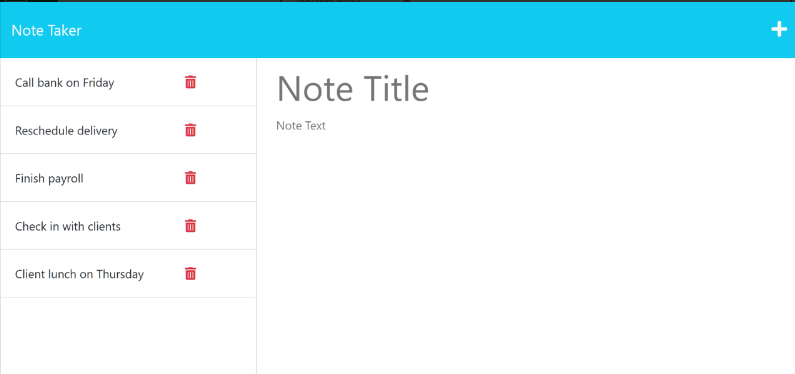 Note Taker
Call bank on Friday
Reschedule delivery
Finish payroll
Check in with clients
Client lunch on Thursday
Note Title
Note Text